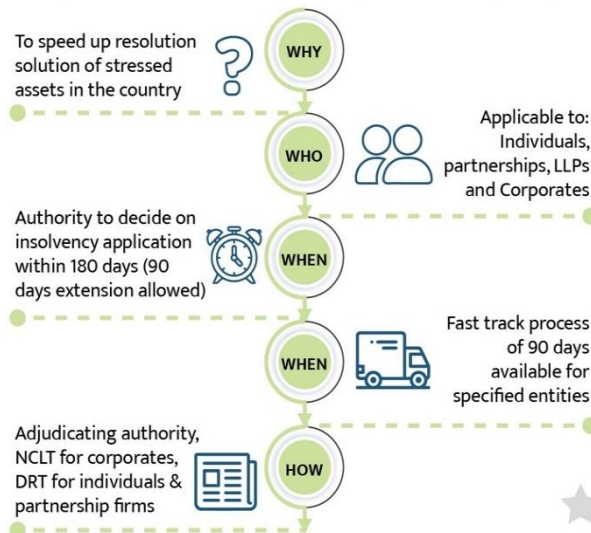 WHY
To speed up resolution
solution of stressed
assets in the country
WHO
Applicable to:
Individuals,
partnerships, LLPs
and Corporates
WHEN
Authority to decide on
insolvency application
within 180 days (90
days extension allowed)
WHEN
Fast track process
of 90 days
available for
specified entities
HOW
Adjudicating authority,
NCLT for corporates,
DRT for individuals &
partnership firms